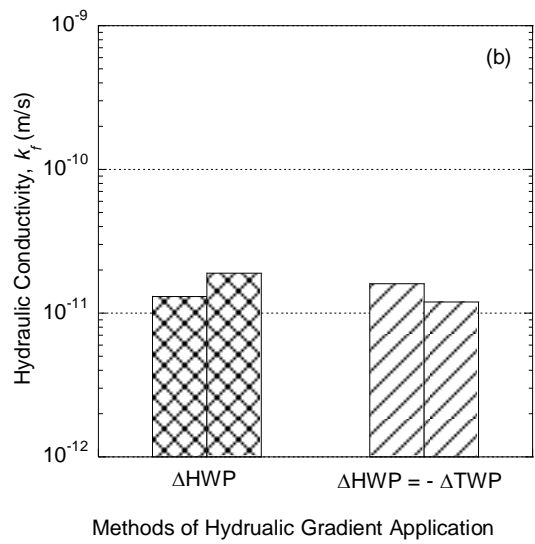 (b)
Hydraulic Conductivity, k_f (m/s)
10^-9
10^-10
10^-11
10^-12
ΔHWP
ΔHWP = - ΔTWP
Methods of Hydrualic Gradient Application